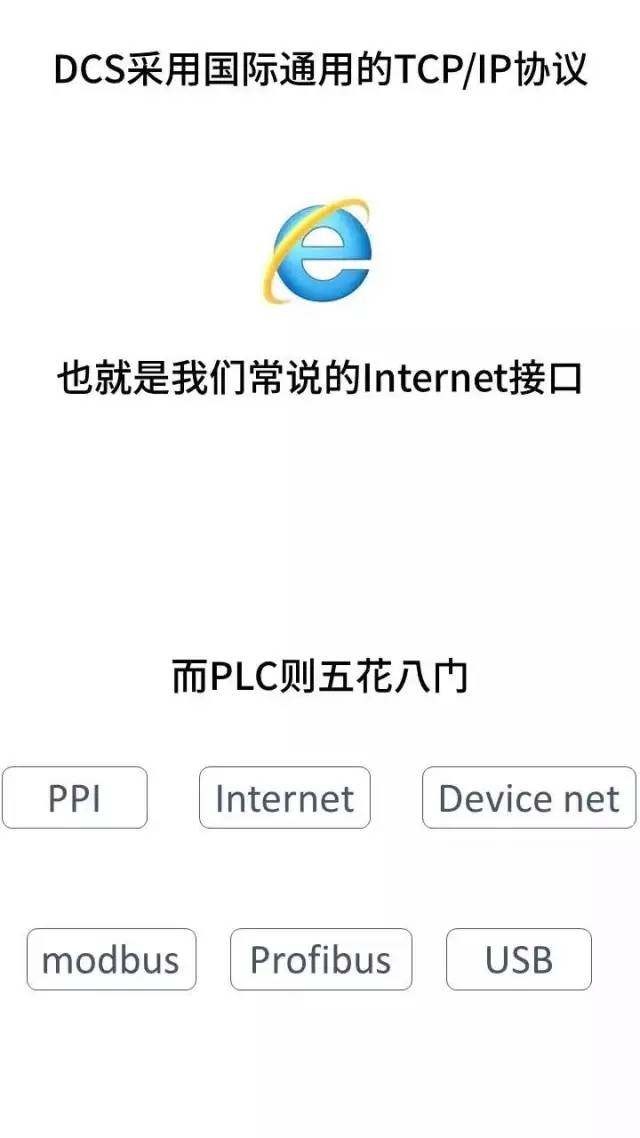 DCS采用国际通用的TCP/IP协议
也就是我们常说的Internet接口
而PLC则五花八门
PPI
Internet
Device net
modbus
Profibus
USB